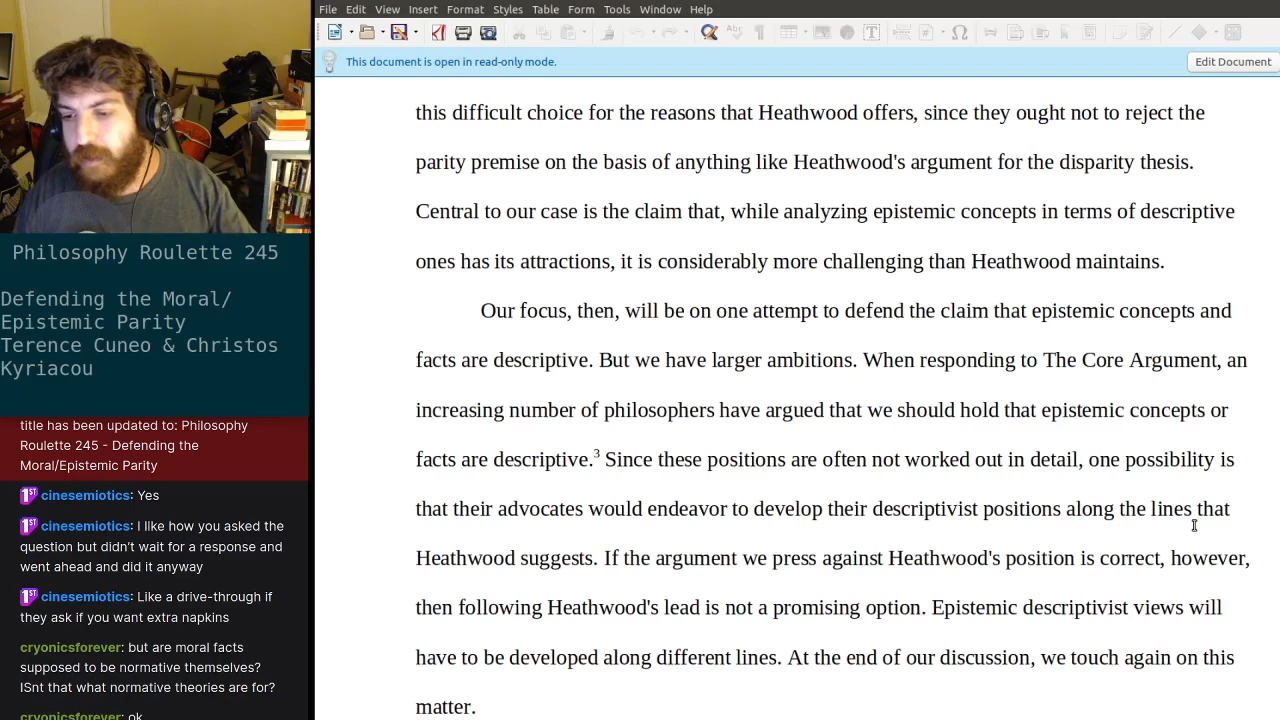 File Edit View Insert Format Styles Table Form Tools Window Help
This document is open in read-only mode.
Edit Document
this difficult choice for the reasons that Heathwood offers, since they ought not to reject the
parity premise on the basis of anything like Heathwood's argument for the disparity thesis.
Central to our case is the claim that, while analyzing epistemic concepts in terms of descriptive
ones has its attractions, it is considerably more challenging than Heathwood maintains.
Our focus, then, will be on one attempt to defend the claim that epistemic concepts and
facts are descriptive. But we have larger ambitions. When responding to The Core Argument, an
increasing number of philosophers have argued that we should hold that epistemic concepts or
facts are descriptive.3 Since these positions are often not worked out in detail, one possibility is
that their advocates would endeavor to develop their descriptivist positions along the lines that
Heathwood suggests. If the argument we press against Heathwood's position is correct, however,
then following Heathwood's lead is not a promising option. Epistemic descriptivist views will
have to be developed along different lines. At the end of our discussion, we touch again on this
matter.
Philosophy Roulette 245
Defending the Moral/
Epistemic Parity
Terence Cuneo & Christos
Kyriacou
title has been updated to: Philosophy
Roulette 245 - Defending the
Moral/Epistemic Parity
1ST cinesemiotics: Yes
1ST cinesemiotics: I like how you asked the
question but didn't wait for a response and
went ahead and did it anyway
1ST cinesemiotics: Like a drive-through if
they ask if you want extra napkins
cryonicsforever: but are moral facts
supposed to be normative themselves?
ISnt that what normative theories are for?
cryonicsforever: ok